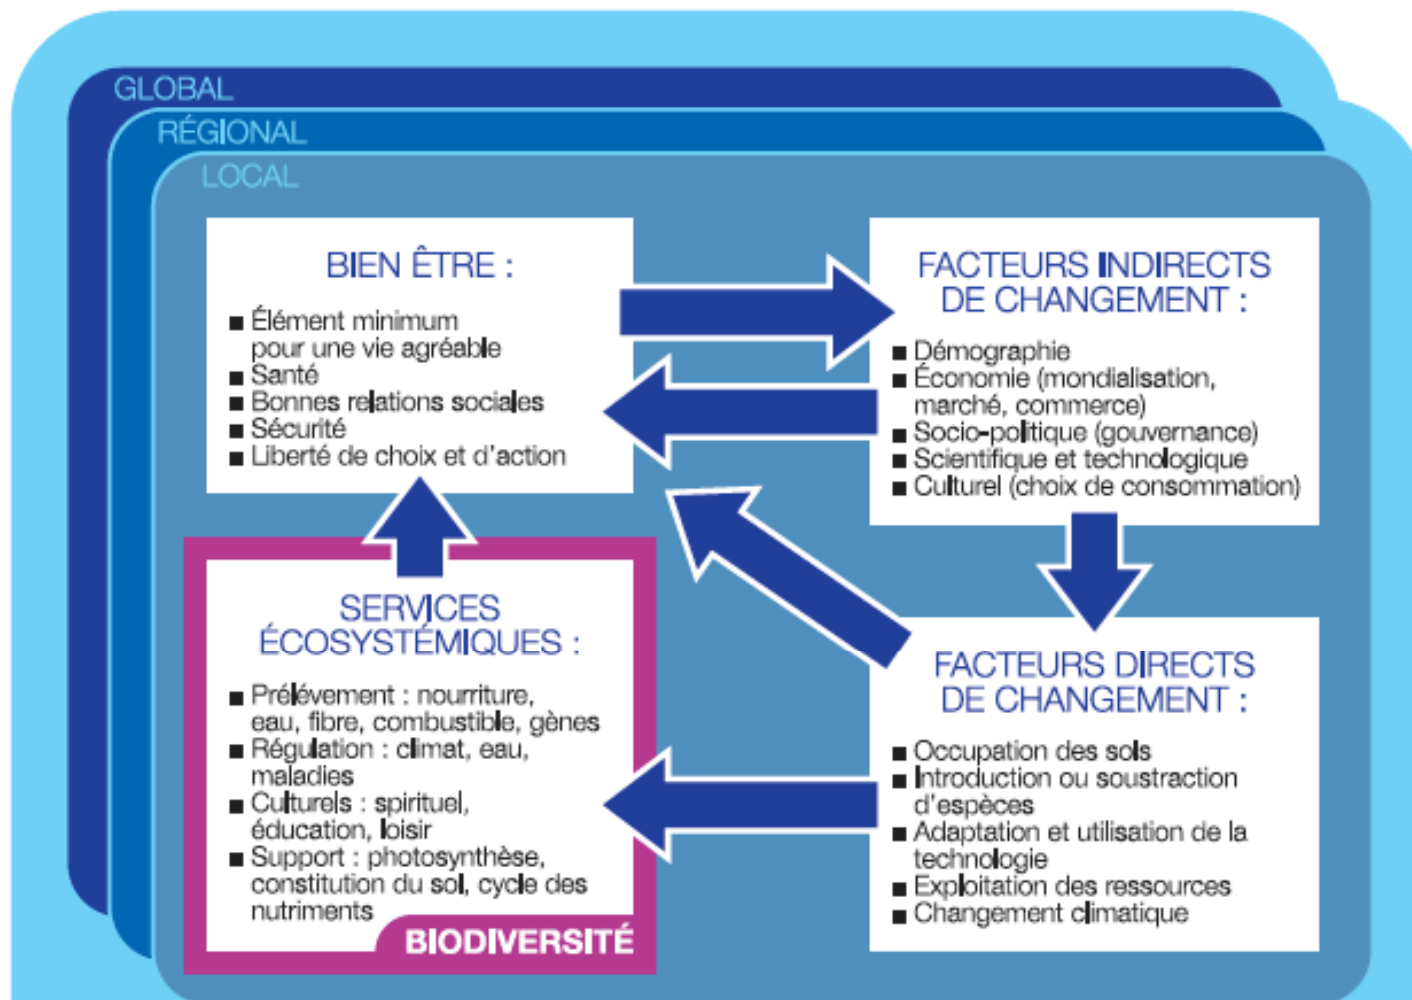 GLOBAL
RÉGIONAL
LOCAL
BIEN ÊTRE :
■ Élément minimum
pour une vie agréable
■ Santé
■ Bonnes relations sociales
■ Sécurité
■ Liberté de choix et d'action
FACTEURS INDIRECTS
DE CHANGEMENT :
■ Démographie
■ Économie (mondialisation,
marché, commerce)
■ Socio-politique (gouvernance)
■ Scientifique et technologique
■ Culturel (choix de consommation)
SERVICES
ÉCOSYSTÉMIQUES :
■ Prélévement : nourriture,
eau, fibre, combustible, gènes
■ Régulation : climat, eau,
maladies
■ Culturels : spirituel,
éducation, loisir
■ Support : photosynthèse,
constitution du sol, cycle des
nutriments
BIODIVERSITÉ
FACTEURS DIRECTS
DE CHANGEMENT :
■ Occupation des sols
■ Introduction ou soustraction
d'espèces
■ Adaptation et utilisation de la
technologie
■ Exploitation des ressources
■ Changement climatique